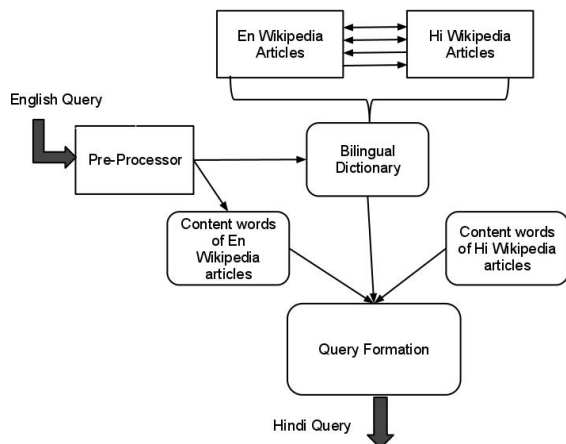 En Wikipedia
Articles
Hi Wikipedia
Articles
English Query
Pre-Processor
Bilingual
Dictionary
Content words
of En
Wikipedia
articles
Content words
of Hi Wikipedia
articles
Query Formation
Hindi Query